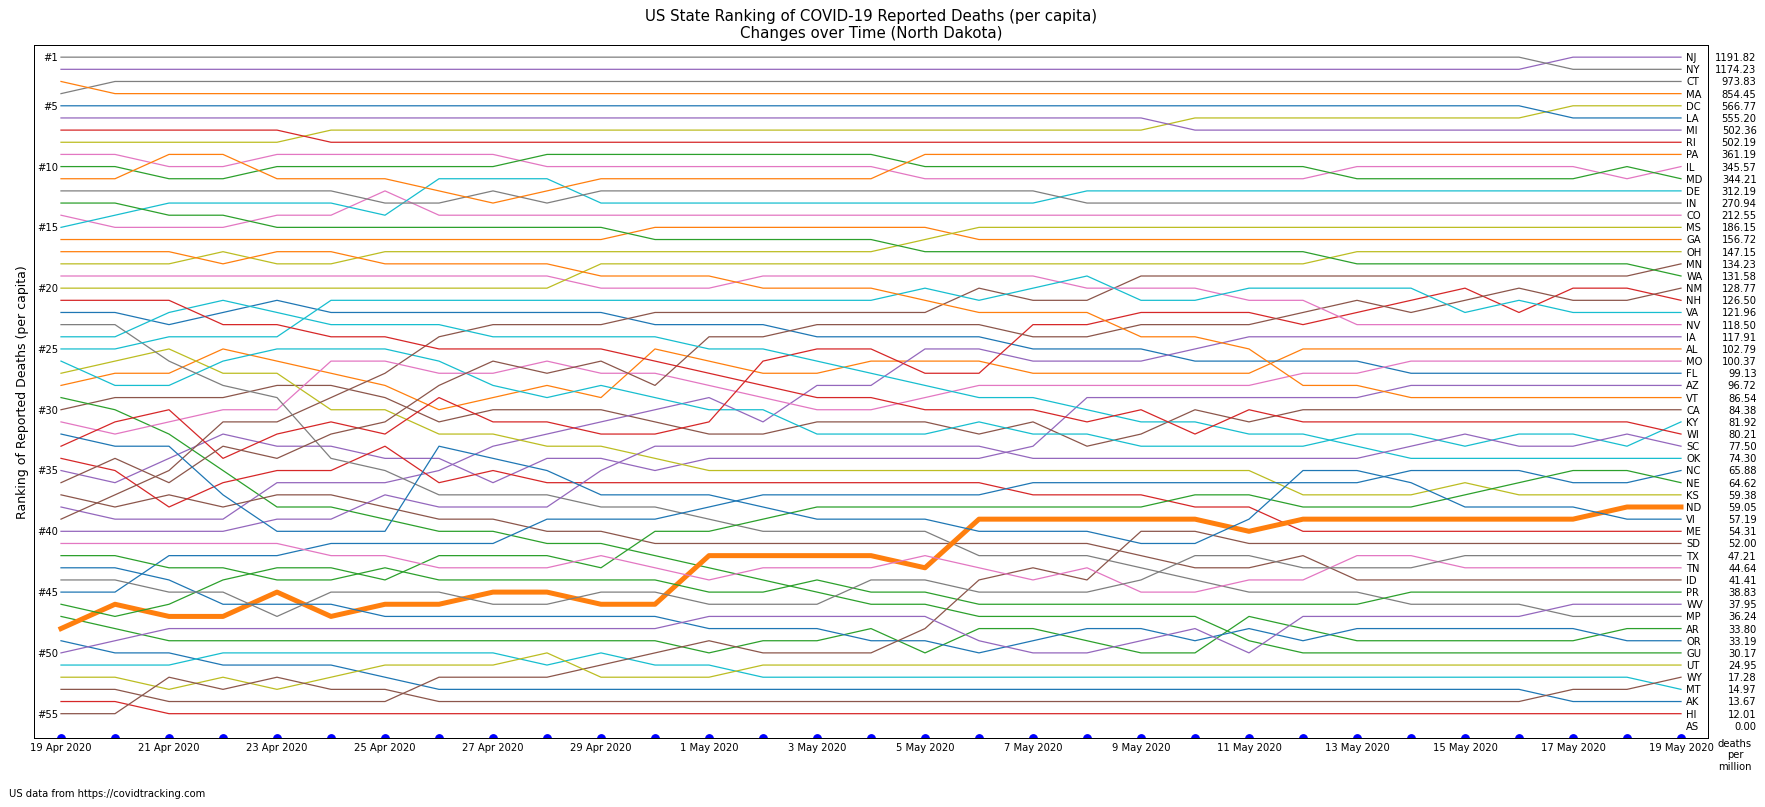 US State Ranking of COVID-19 Reported Deaths (per capita)
Changes over Time (North Dakota)
Ranking of Reported Deaths (per capita)
#1
#5
#10
#15
#20
#25
#30
#35
#40
#45
#50
#55
NJ 1191.82
NY 1174.23
CT 973.83
MA 854.45
DC 566.77
LA 555.20
MI 502.36
RI 502.19
PA 361.19
IL 345.57
MD 344.21
DE 312.19
IN 270.94
CO 212.55
MS 186.15
GA 156.72
OH 147.15
MN 134.23
WA 131.58
NM 128.77
NH 126.50
VA 121.96
NV 118.50
IA 117.91
AL 102.79
MO 100.37
FL 99.13
AZ 96.72
VT 86.54
CA 84.38
KY 81.92
WI 80.21
SC 77.50
OK 74.30
NC 65.88
NE 64.62
KS 59.38
ND 59.05
VI 57.19
ME 54.31
SD 52.00
TX 47.21
TN 44.64
ID 41.41
PR 38.83
WV 37.95
MP 36.24
AR 33.80
OR 33.19
GU 30.17
UT 24.95
WY 17.28
MT 14.97
AK 13.67
HI 12.01
AS 0.00
19 Apr 2020 21 Apr 2020 23 Apr 2020 25 Apr 2020 27 Apr 2020 29 Apr 2020 1 May 2020 3 May 2020 5 May 2020 7 May 2020 9 May 2020 11 May 2020 13 May 2020 15 May 2020 17 May 2020 19 May 2020
deaths
per
million
US data from https://covidtracking.com